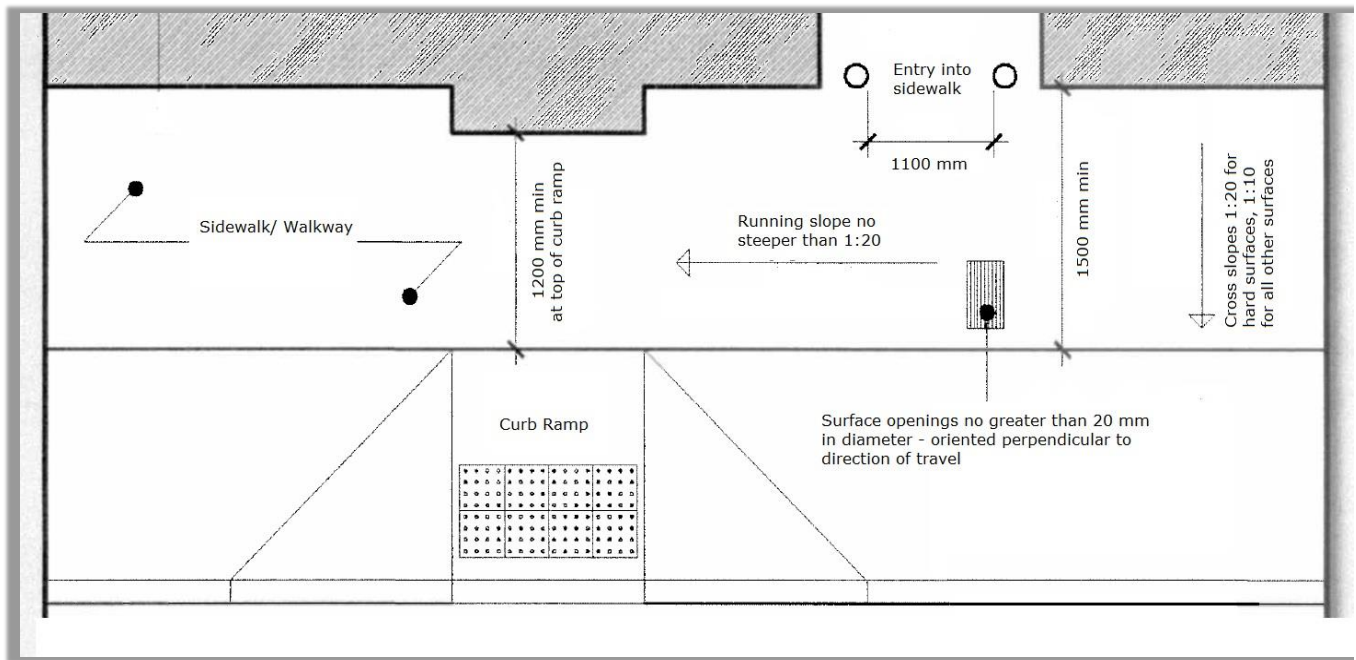 Entry into
sidewalk
1100 mm
Sidewalk/ Walkway
1200 mm min
at top of curb ramp
Running slope no
steeper than 1:20
1500 mm min
Cross slopes 1:20 for
hard surfaces, 1:10
for all other surfaces
Curb Ramp
Surface openings no greater than 20 mm
in diameter - oriented perpendicular to
direction of travel